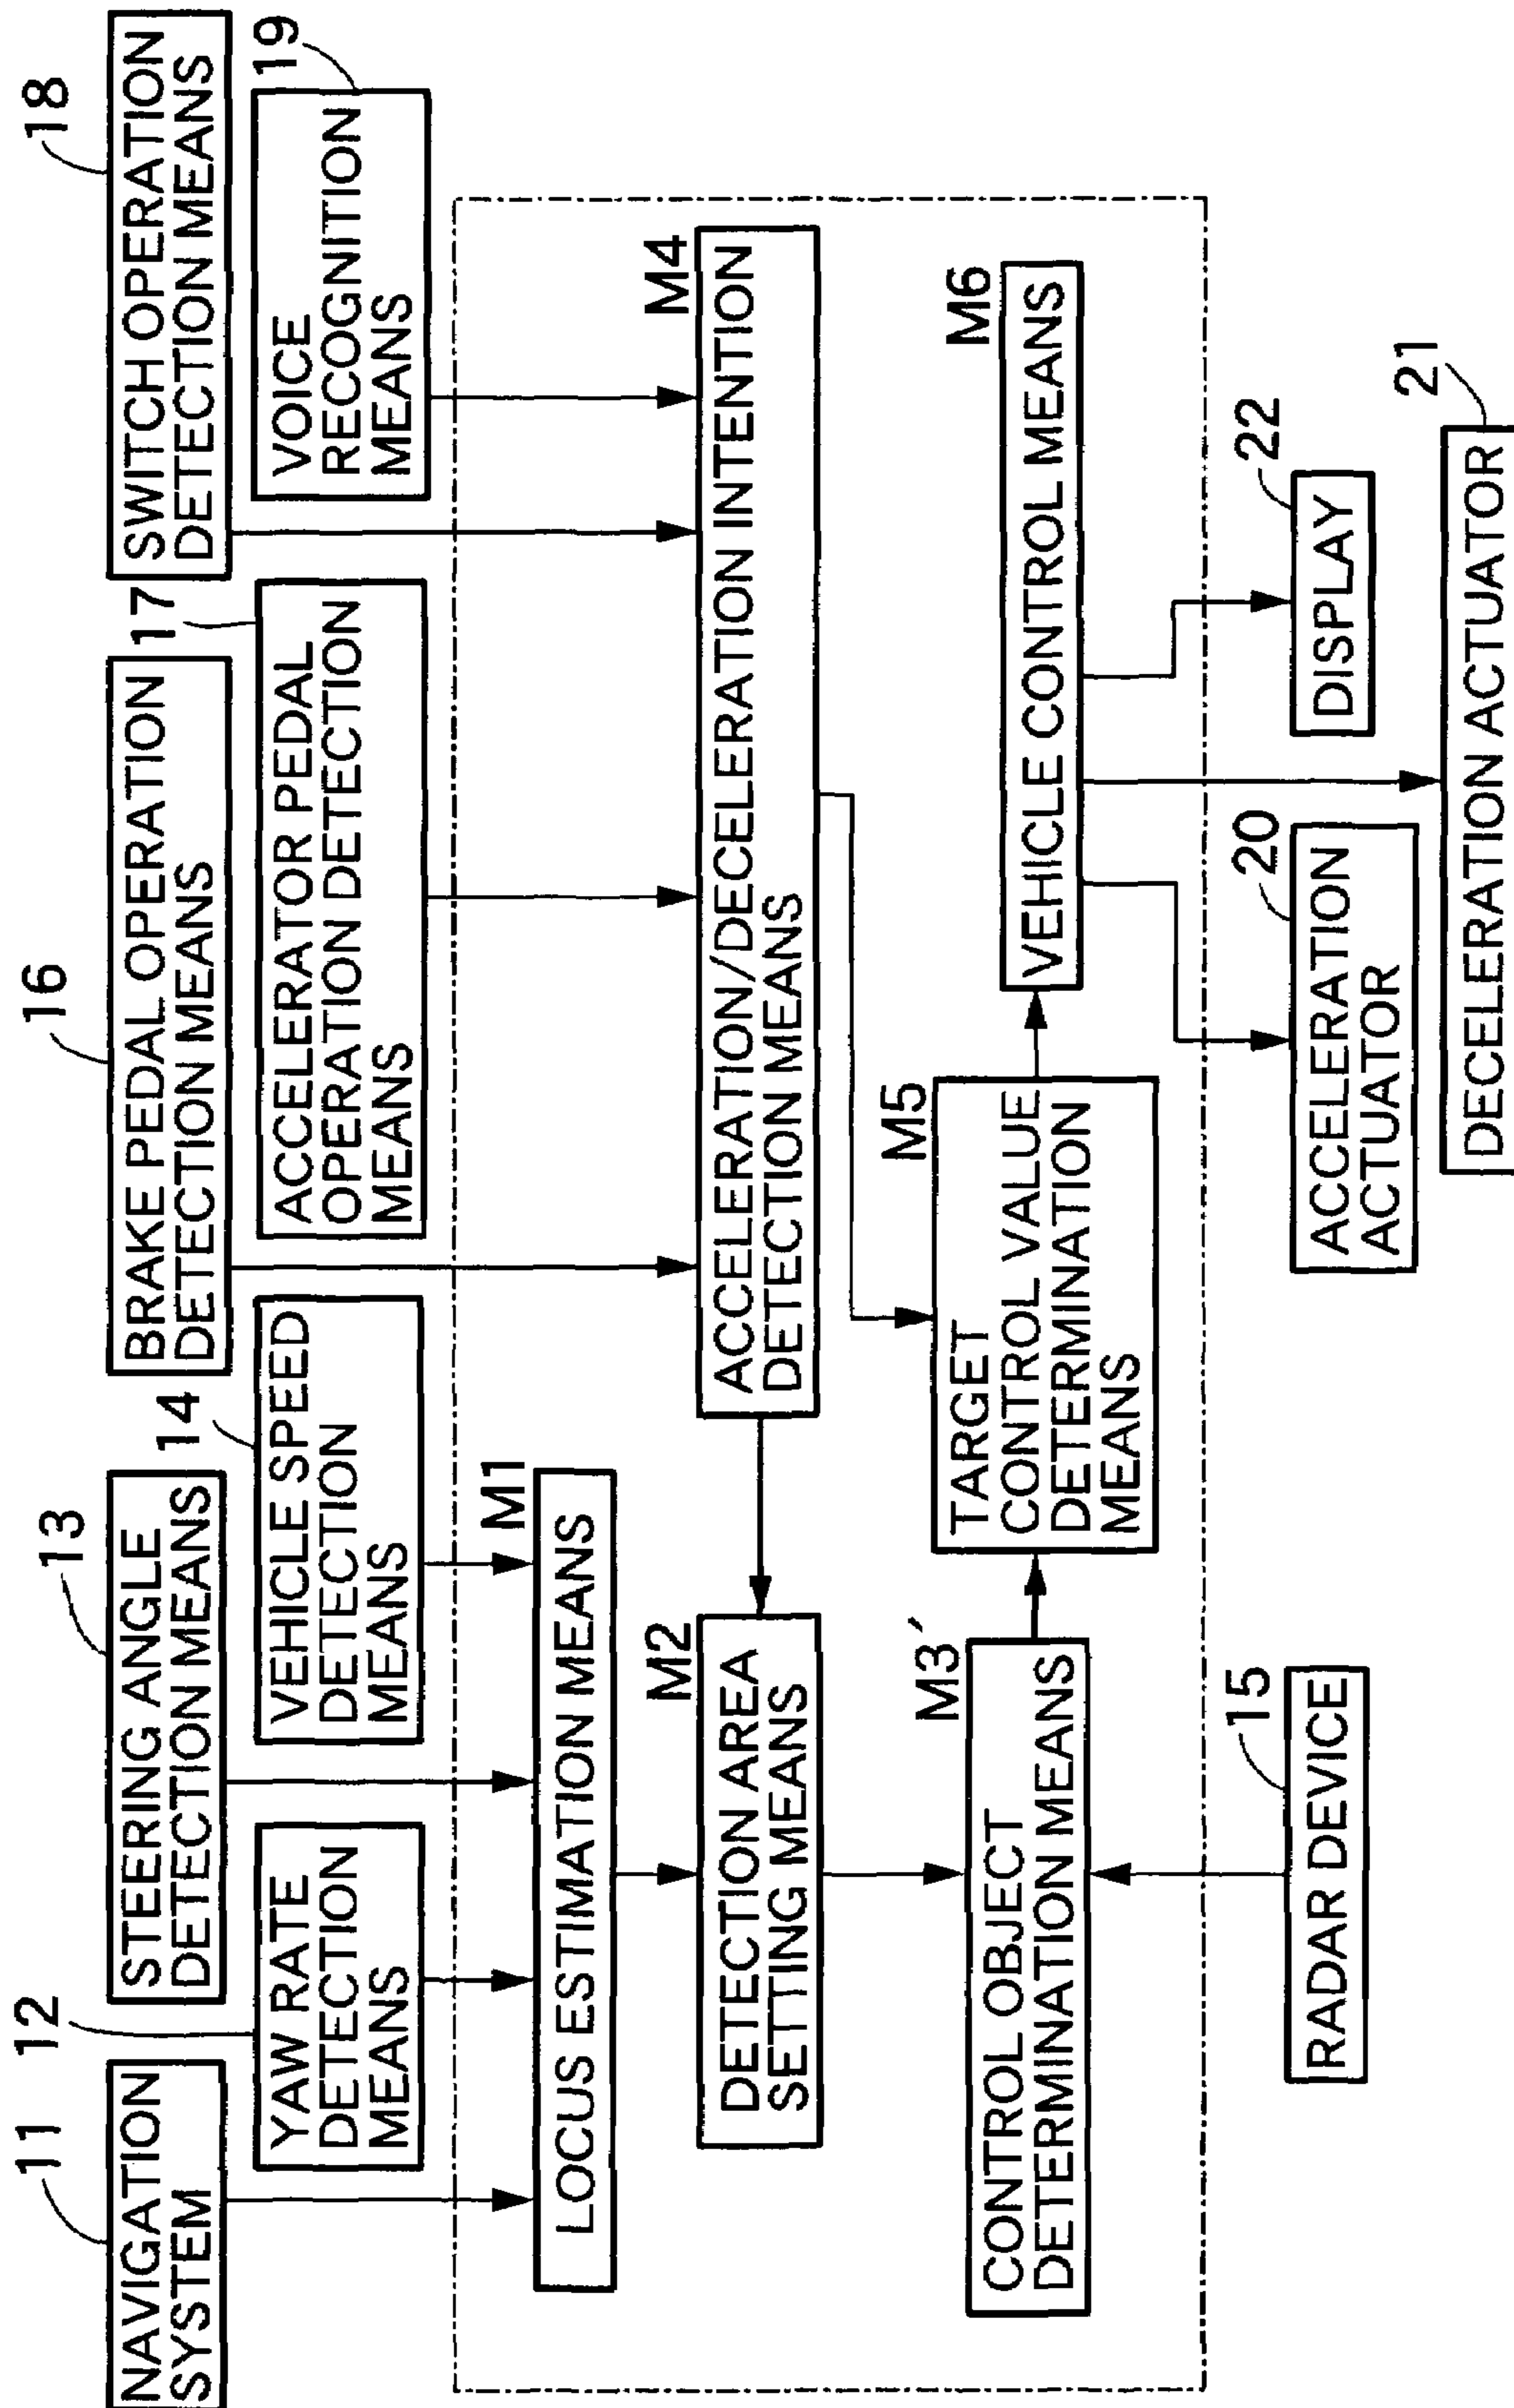 11
NAVIGATION
SYSTEM
12
YAW RATE
DETECTION
MEANS
13
STEERING ANGLE
DETECTION MEANS
14
VEHICLE SPEED
DETECTION
MEANS
16
BRAKE PEDAL OPERATION
DETECTION MEANS
17
ACCELERATOR PEDAL
OPERATION DETECTION
MEANS
18
SWITCH OPERATION
DETECTION MEANS
19
VOICE
RECOGNITION
MEANS
M1
LOCUS ESTIMATION MEANS
M2
DETECTION AREA
SETTING MEANS
M4
ACCELERATION/DECELERATION INTENTION
DETECTION MEANS
M3´
CONTROL OBJECT
DETERMINATION MEANS
M5
TARGET
CONTROL VALUE
DETERMINATION
MEANS
M6
VEHICLE CONTROL MEANS
15
RADAR DEVICE
20
ACCELERATION
ACTUATOR
22
DISPLAY
21
DECELERATION ACTUATOR